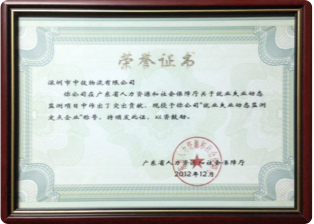 荣誉证书
深圳市中技物流有限公司
你公司在广东省人力资源和社会保障厅关于就业失业动态
监测项目中作出了突出贡献,现授予你公司“就业失业动态监测
定点企业”称号,特颁发此证,以资鼓励。
广东省人力资源和社会保障厅
2012年12月